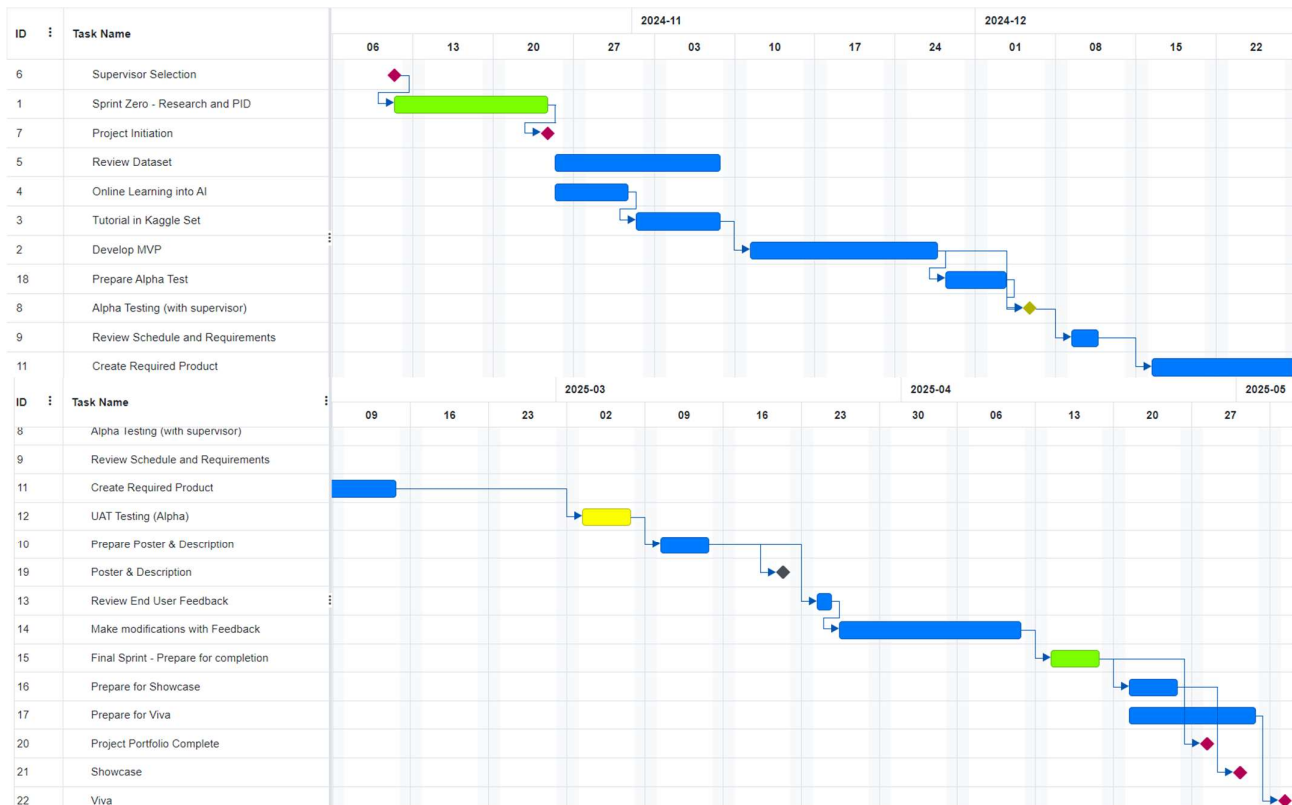 ID Task Name 2024-11 2024-12
06 13 20 27 03 10 17 24 01 08 15 22
6 Supervisor Selection
1 Sprint Zero - Research and PID
7 Project Initiation
5 Review Dataset
4 Online Learning into AI
3 Tutorial in Kaggle Set
2 Develop MVP
18 Prepare Alpha Test
8 Alpha Testing (with supervisor)
9 Review Schedule and Requirements
11 Create Required Product
ID Task Name 2025-03 2025-04 2025-05
09 16 23 02 09 16 23 30 06 13 20 27
8 Alpha Testing (with supervisor)
9 Review Schedule and Requirements
11 Create Required Product
12 UAT Testing (Alpha)
10 Prepare Poster & Description
19 Poster & Description
13 Review End User Feedback
14 Make modifications with Feedback
15 Final Sprint - Prepare for completion
16 Prepare for Showcase
17 Prepare for Viva
20 Project Portfolio Complete
21 Showcase
22 Viva